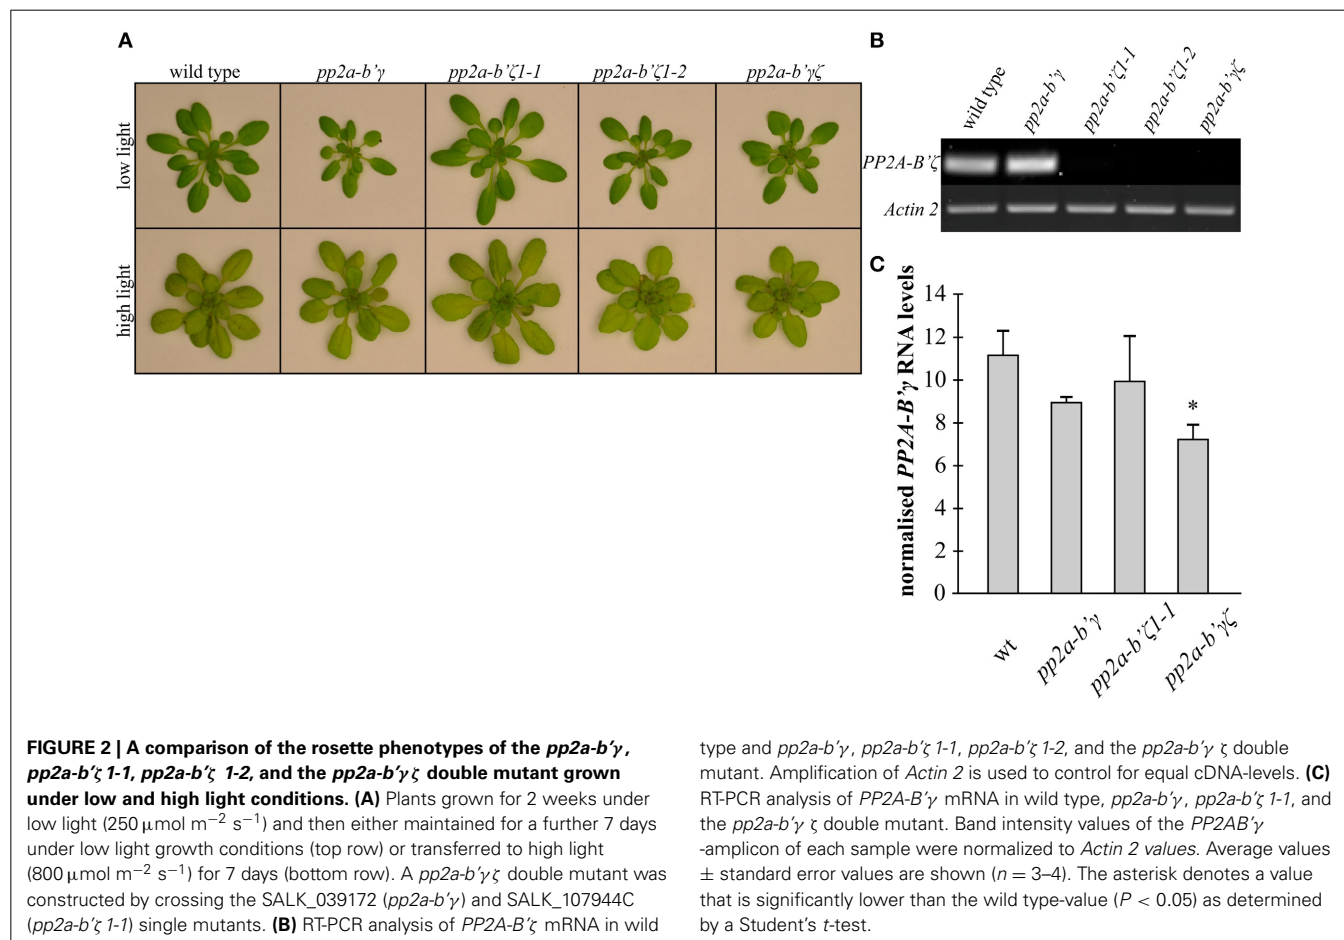 A
wild type
pp2a-b'γ
pp2a-b'ζ1-1
pp2a-b'ζ1-2
pp2a-b'γζ
low light
high light
B
wild type
pp2a-b'γ
pp2a-b'ζ1-1
pp2a-b'ζ1-2
pp2a-b'γζ
PP2A-B'ζ
Actin 2
C
normalised PP2A-B'γ RNA levels
14
12
10
8
6
4
2
0
*
wt
pp2a-b'γ
pp2a-b'ζ1-1
pp2a-b'γζ
FIGURE 2 | A comparison of the rosette phenotypes of the pp2a-b'γ,
pp2a-b'ζ1-1, pp2a-b'ζ 1-2, and the pp2a-b'γζ double mutant grown
under low and high light conditions. (A) Plants grown for 2 weeks under
low light (250 μmol m−2 s−1) and then either maintained for a further 7 days
under low light growth conditions (top row) or transferred to high light
(800 μmol m−2 s−1) for 7 days (bottom row). A pp2a-b'γζ double mutant was
constructed by crossing the SALK_039172 (pp2a-b'γ) and SALK_107944C
(pp2a-b'ζ1-1) single mutants. (B) RT-PCR analysis of PP2A-B'ζ mRNA in wild
type and pp2a-b'γ, pp2a-b'ζ1-1, pp2a-b'ζ1-2, and the pp2a-b'γ ζ double
mutant. Amplification of Actin 2 is used to control for equal cDNA-levels. (C)
RT-PCR analysis of PP2A-B'γ mRNA in wild type, pp2a-b'γ, pp2a-b'ζ1-1, and
the pp2a-b'γ ζ double mutant. Band intensity values of the PP2AB'γ
-amplicon of each sample were normalized to Actin 2 values. Average values
± standard error values are shown (n = 3–4). The asterisk denotes a value
that is significantly lower than the wild type-value (P < 0.05) as determined
by a Student's t-test.